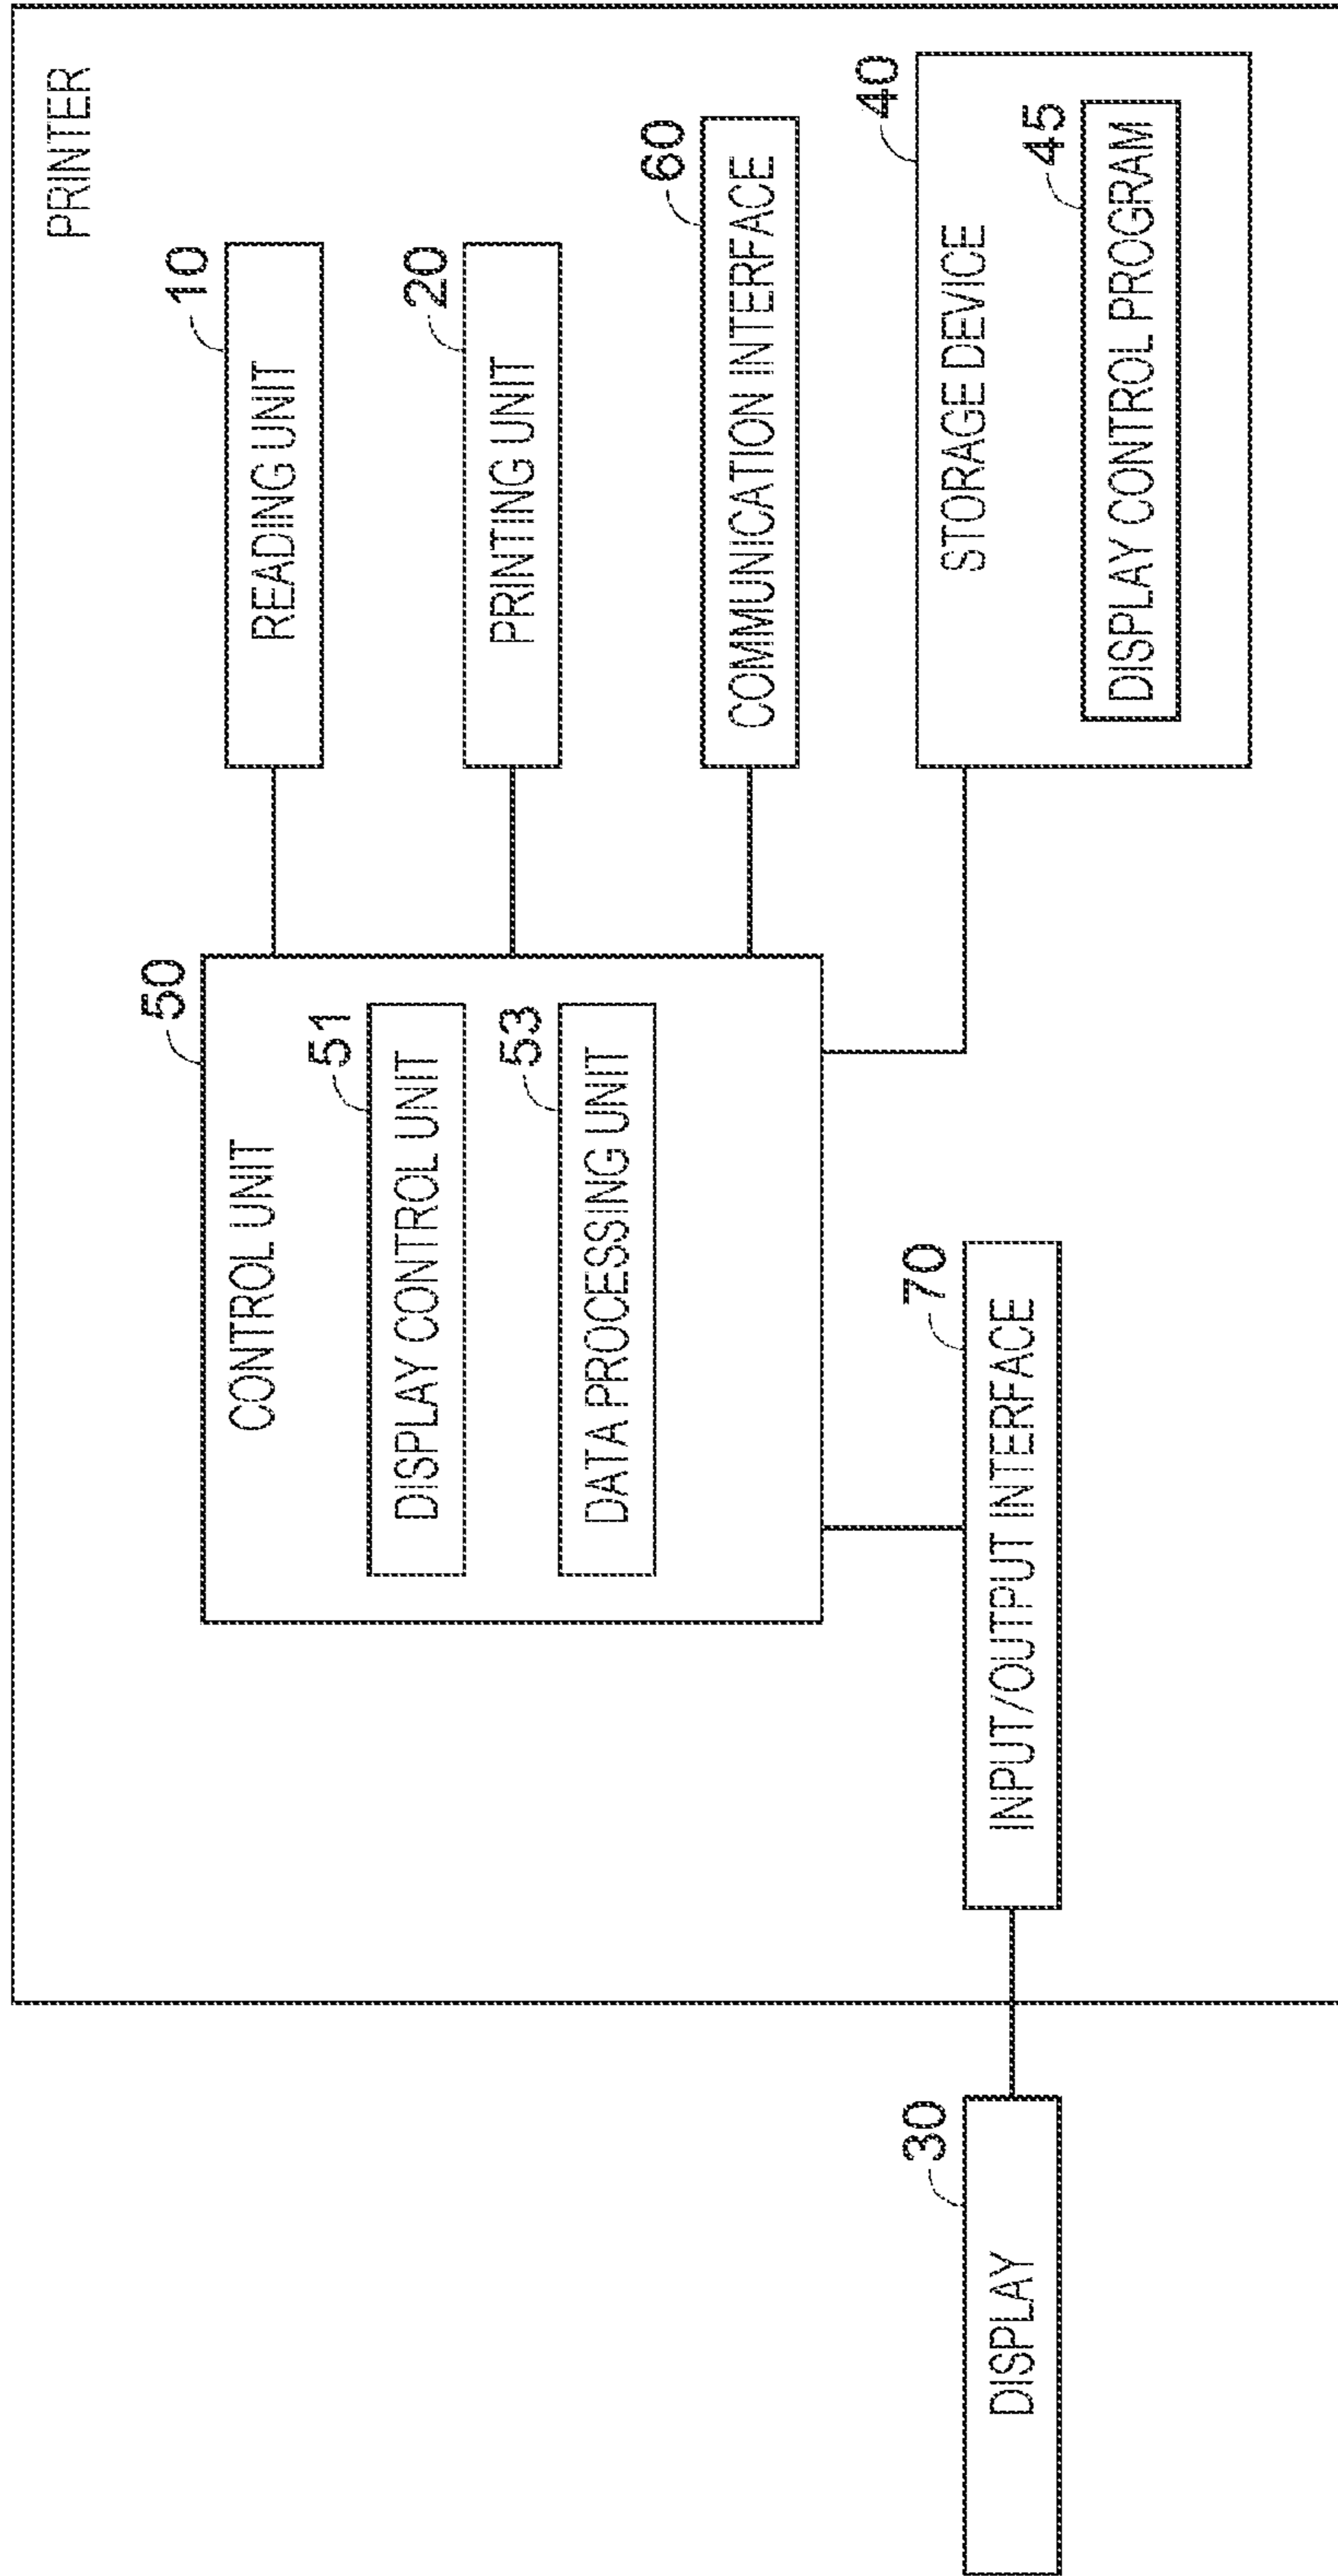 PRINTER
50
CONTROL UNIT
51
DISPLAY CONTROL UNIT
53
DATA PROCESSING UNIT
10
READING UNIT
20
PRINTING UNIT
60
COMMUNICATION INTERFACE
40
STORAGE DEVICE
45
DISPLAY CONTROL PROGRAM
30
DISPLAY
70
INPUT/OUTPUT INTERFACE